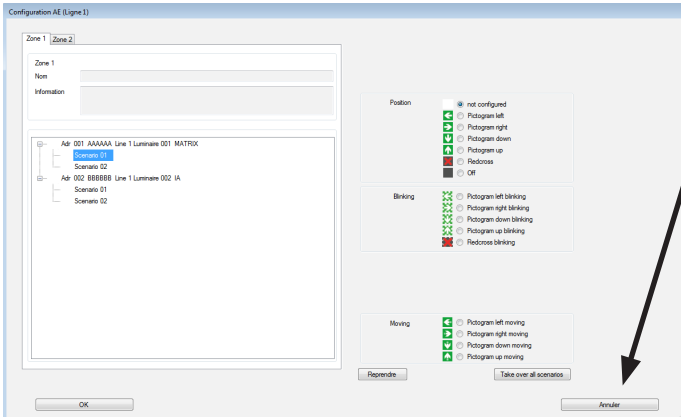 Configuration AE (Ligne 1)
Zone 1
Zone 2
Zone 1
Nom
Information
Adr 001 AAAAAA Line 1 Luminaire 001 MATRIX
Scenario 01
Scenario 02
Adr 002 BBBBBB Line 1 Luminaire 002 IA
Scenario 01
Scenario 02
Position
not configured
Pictogram left
Pictogram right
Pictogram down
Pictogram up
Redcross
Off
Blinking
Pictogram left blinking
Pictogram right blinking
Pictogram down blinking
Pictogram up blinking
Redcross blinking
Moving
Pictogram left moving
Pictogram right moving
Pictogram down moving
Pictogram up moving
Reprendre
Take over all scenarios
OK
Annuler